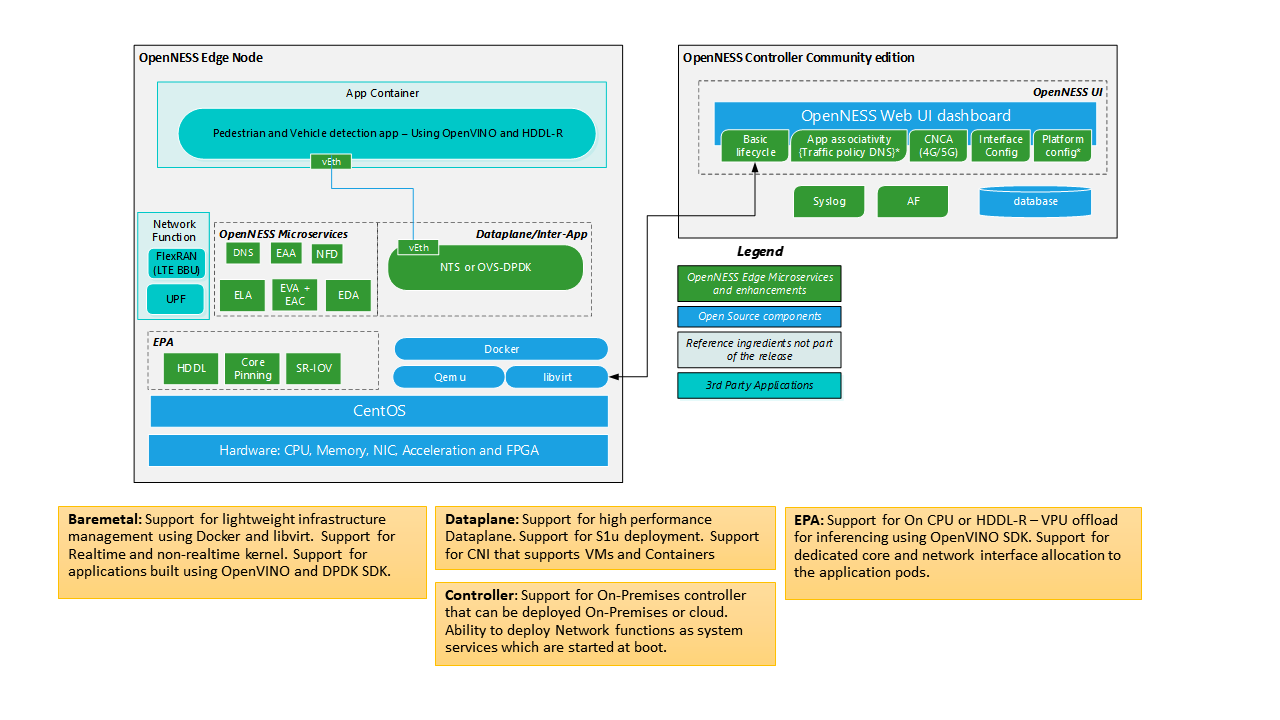 OpenNESS Edge Node
App Container
Pedestrian and Vehicle detection app – Using OpenVINO and HDDL-R
vEth
Network
Function
FlexRAN
(LTE BBU)
UPF
OpenNESS Microservices
DNS
EAA
NFD
ELA
EVA +
EAC
EDA
Dataplane/Inter-App
vEth
NTS or OVS-DPDK
EPA
HDDL
Core
Pinning
SR-IOV
Docker
Qemu
libvirt
CentOS
Hardware: CPU, Memory, NIC, Acceleration and FPGA
OpenNESS Controller Community edition
OpenNESS UI
OpenNESS Web UI dashboard
Basic
lifecycle
App associativity
{Traffic policy DNS}*
CNCA
(4G/5G)
Interface
Config
Platform
config*
Syslog
AF
database
Legend
OpenNESS Edge Microservices
and enhancements
Open Source components
Reference ingredients not part
of the release
3rd Party Applications
Baremetal: Support for lightweight infrastructure
management using Docker and libvirt. Support for
Realtime and non-realtime kernel. Support for
applications built using OpenVINO and DPDK SDK.
Dataplane: Support for high performance
Dataplane. Support for S1u deployment. Support
for CNI that supports VMs and Containers
Controller: Support for On-Premises controller
that can be deployed On-Premises or cloud.
Ability to deploy Network functions as system
services which are started at boot.
EPA: Support for On CPU or HDDL-R – VPU offload
for inferencing using OpenVINO SDK. Support for
dedicated core and network interface allocation to
the application pods.